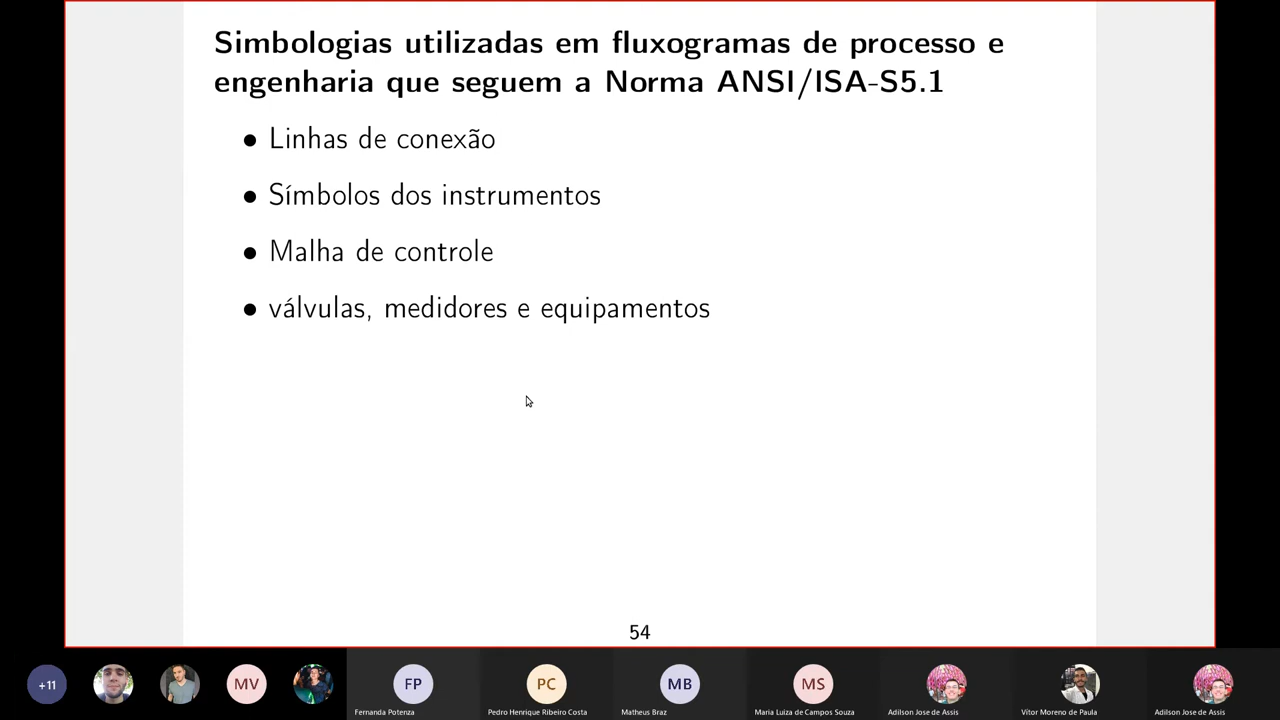 Simbologias utilizadas em fluxogramas de processo e
engenharia que seguem a Norma ANSI/ISA-S5.1
• Linhas de conexão
• Símbolos dos instrumentos
• Malha de controle
• válvulas, medidores e equipamentos
54
+11
MV
FP
PC
MB
MS
Fernanda Potenza
Pedro Henrique Ribeiro Costa
Matheus Braz
Maria Luiza de Campos Souza
Adilson Jose de Assis
Vítor Moreno de Paula
Adilson Jose de Assis